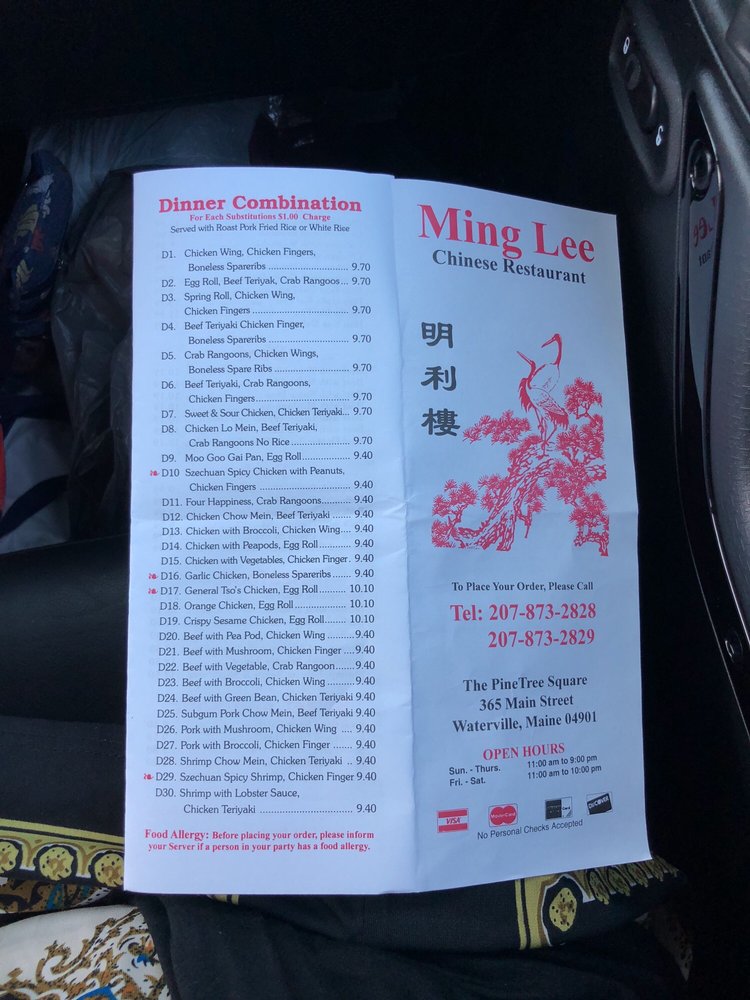 Dinner Combination
For Each Substitutions $1.00 Charge
Served with Roast Pork Fried Rice or White Rice
D1. Chicken Wing, Chicken Fingers,
Boneless Spareribs ............................ 9.70
D2. Egg Roll, Beef Teriyak, Crab Rangoos... 9.70
D3. Spring Roll, Chicken Wing,
Chicken Fingers ................................. 9.70
D4. Beef Teriyaki Chicken Finger,
Boneless Spareribs ............................ 9.70
D5. Crab Rangoons, Chicken Wings,
Boneless Spare Ribs .......................... 9.70
D6. Beef Teriyaki, Crab Rangoons,
Chicken Fingers................................ 9.70
D7. Sweet & Sour Chicken, Chicken Teriyaki... 9.70
D8. Chicken Lo Mein, Beef Teriyaki,
Crab Rangoons No Rice .................... 9.70
D9. Moo Goo Gai Pan, Egg Roll................ 9.40
D10 Szechuan Spicy Chicken with Peanuts,
Chicken Fingers ............................... 9.40
D11. Four Happiness, Crab Rangoons.......... 9.40
D12. Chicken Chow Mein, Beef Teriyaki ....... 9.40
D13. Chicken with Broccoli, Chicken Wing.... 9.40
D14. Chicken with Peapods, Egg Roll........... 9.40
D15. Chicken with Vegetables, Chicken Finger. 9.40
D16. Garlic Chicken, Boneless Spareribs....... 9.40
D17. General Tso's Chicken, Egg Roll.......... 10.10
D18. Orange Chicken, Egg Roll ................... 10.10
D19. Crispy Sesame Chicken, Egg Roll........ 10.10
D20. Beef with Pea Pod, Chicken Wing .........9.40
D21. Beef with Mushroom, Chicken Finger ....9.40
D22. Beef with Vegetable, Crab Rangoon.......9.40
D23. Beef with Broccoli, Chicken Wing ..........9.40
D24. Beef with Green Bean, Chicken Teriyaki 9.40
D25. Subgum Pork Chow Mein, Beef Teriyaki 9.40
D26. Pork with Mushroom, Chicken Wing .... 9.40
D27. Pork with Broccoli, Chicken Finger ....... 9.40
D28. Shrimp Chow Mein, Chicken Teriyaki .. 9.40
D29. Szechuan Spicy Shrimp, Chicken Finger 9.40
D30. Shrimp with Lobster Sauce,
Chicken Teriyaki ................................ 9.40
Food Allergy: Before placing your order, please inform
your Server if a person in your party has a food allergy.
Ming Lee
Chinese Restaurant
明
利
樓
To Place Your Order, Please Call
Tel: 207-873-2828
207-873-2829
The PineTree Square
365 Main Street
Waterville, Maine 04901
OPEN HOURS
Sun. - Thurs. 11:00 am to 9:00 pm
Fri. - Sat. 11:00 am to 10:00 pm
VISA
MasterCard
DISCOVER
No Personal Checks Accepted